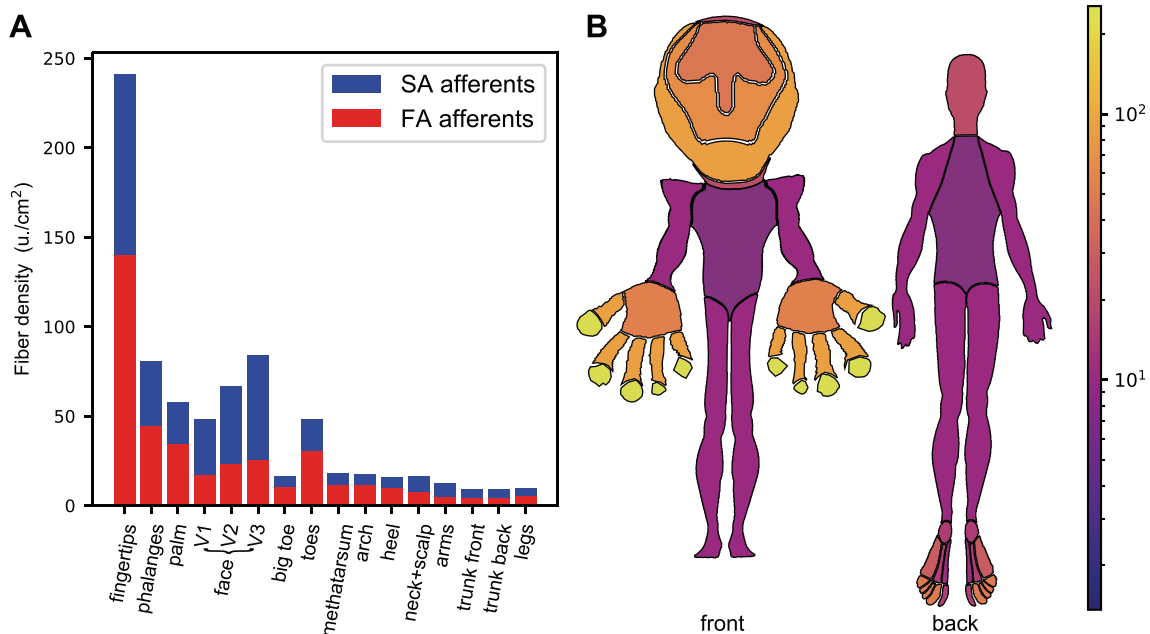 A
B
250
200
150
100
50
0
Fiber density (u./cm²)
SA afferents
FA afferents
fingertips
phalanges
palm
V1
V2
V3
face
big toe
toes
methatarsum
arch
heel
neck+scalp
arms
trunk front
trunk back
legs
front
back
10²
10¹